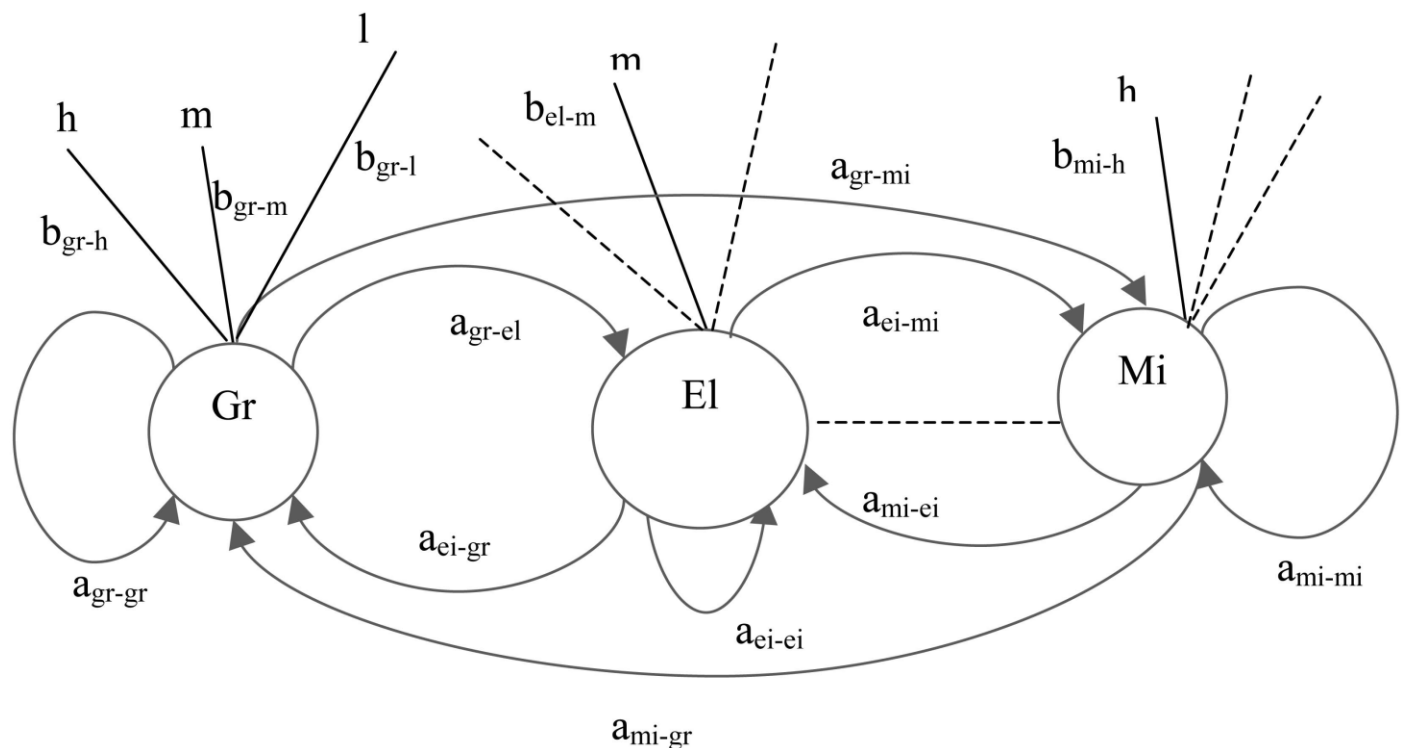 l
m
h
m
h
b_el-m
b_mi-h
b_gr-l
a_gr-mi
b_gr-m
b_gr-h
a_gr-el
a_ei-mi
Mi
El
Gr
a_mi-ei
a_ei-gr
a_mi-mi
a_gr-gr
a_ei-ei
a_mi-gr